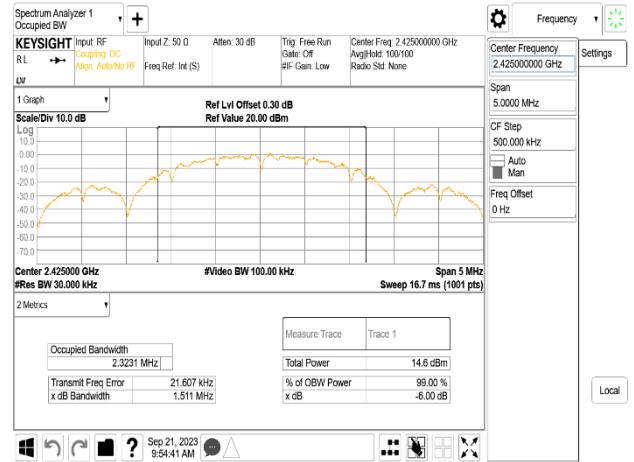 Spectrum Analyzer 1
Occupied BW
Frequency
KEYSIGHT
RL
Input: RF
Coupling: DC
Align: Auto/No RF
Input Z: 50 Ω
Freq Ref: Int (S)
Atten: 30 dB
Trig: Free Run
Gate: Off
#IF Gain: Low
Center Freq: 2.425000000 GHz
Avg|Hold: 100/100
Radio Std: None
Center Frequency
2.425000000 GHz
Settings
Span
5.0000 MHz
CF Step
500.000 kHz
Auto
Man
Freq Offset
0 Hz
Local
1 Graph
Scale/Div 10.0 dB
Ref Lvl Offset 0.30 dB
Ref Value 20.00 dBm
Log
10.0
0.00
-10.0
-20.0
-30.0
-40.0
-50.0
-60.0
-70.0
Center 2.425000 GHz
#Video BW 100.00 kHz
Span 5 MHz
#Res BW 30.000 kHz
Sweep 16.7 ms (1001 pts)
2 Metrics
Measure Trace
Trace 1
Occupied Bandwidth
2.3231 MHz
Total Power
14.6 dBm
Transmit Freq Error
21.607 kHz
% of OBW Power
99.00 %
x dB Bandwidth
1.511 MHz
x dB
-6.00 dB
?
Sep 21, 2023
9:54:41 AM